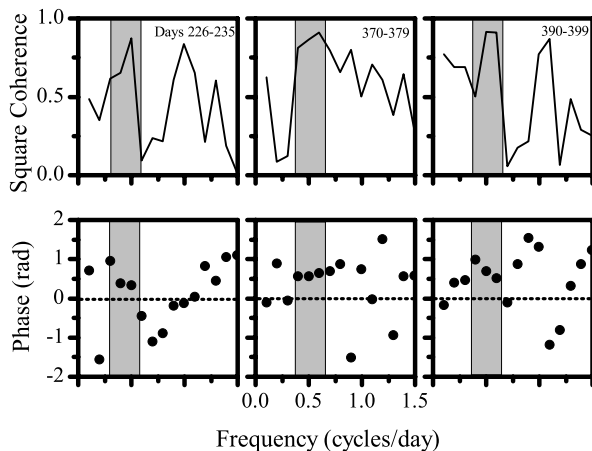 Days 226-235
370-379
390-399
Square Coherence
1.0
0.5
0.0
Phase (rad)
2
1
0
-1
-2
0.0 0.5 1.0 1.5
Frequency (cycles/day)